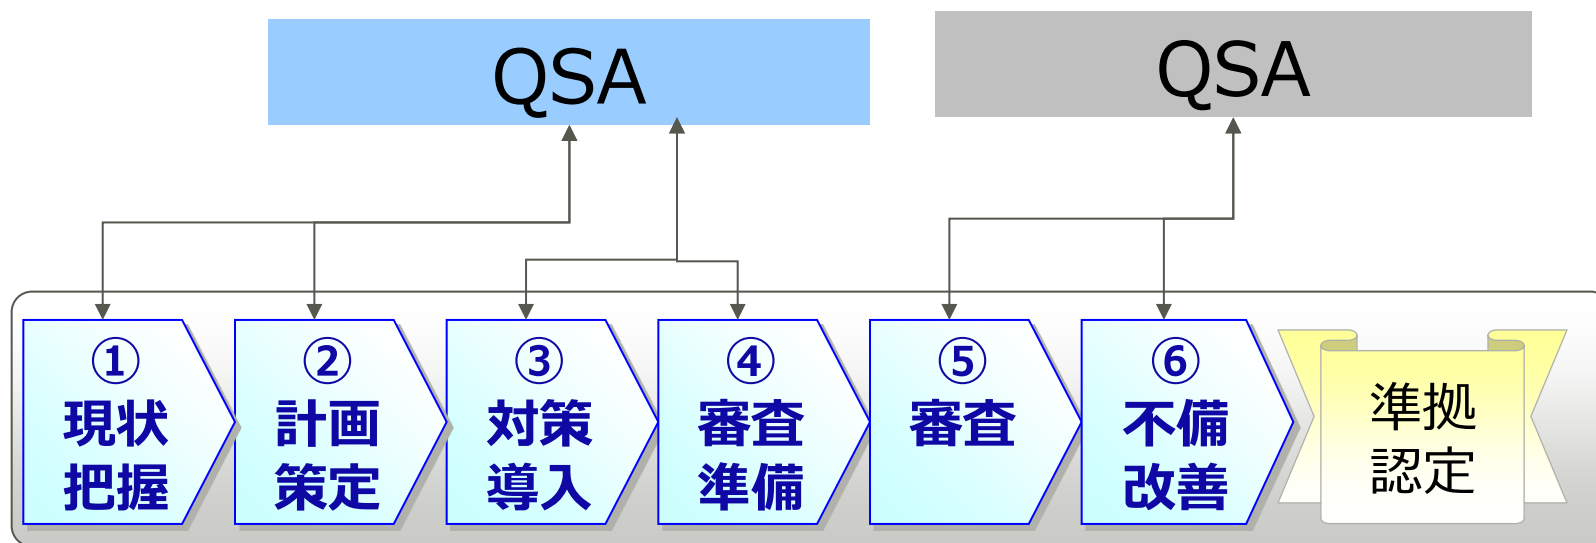 QSA
QSA
①
現状
把握
②
計画
策定
③
対策
導入
④
審査
準備
⑤
審査
⑥
不備
改善
準拠
認定